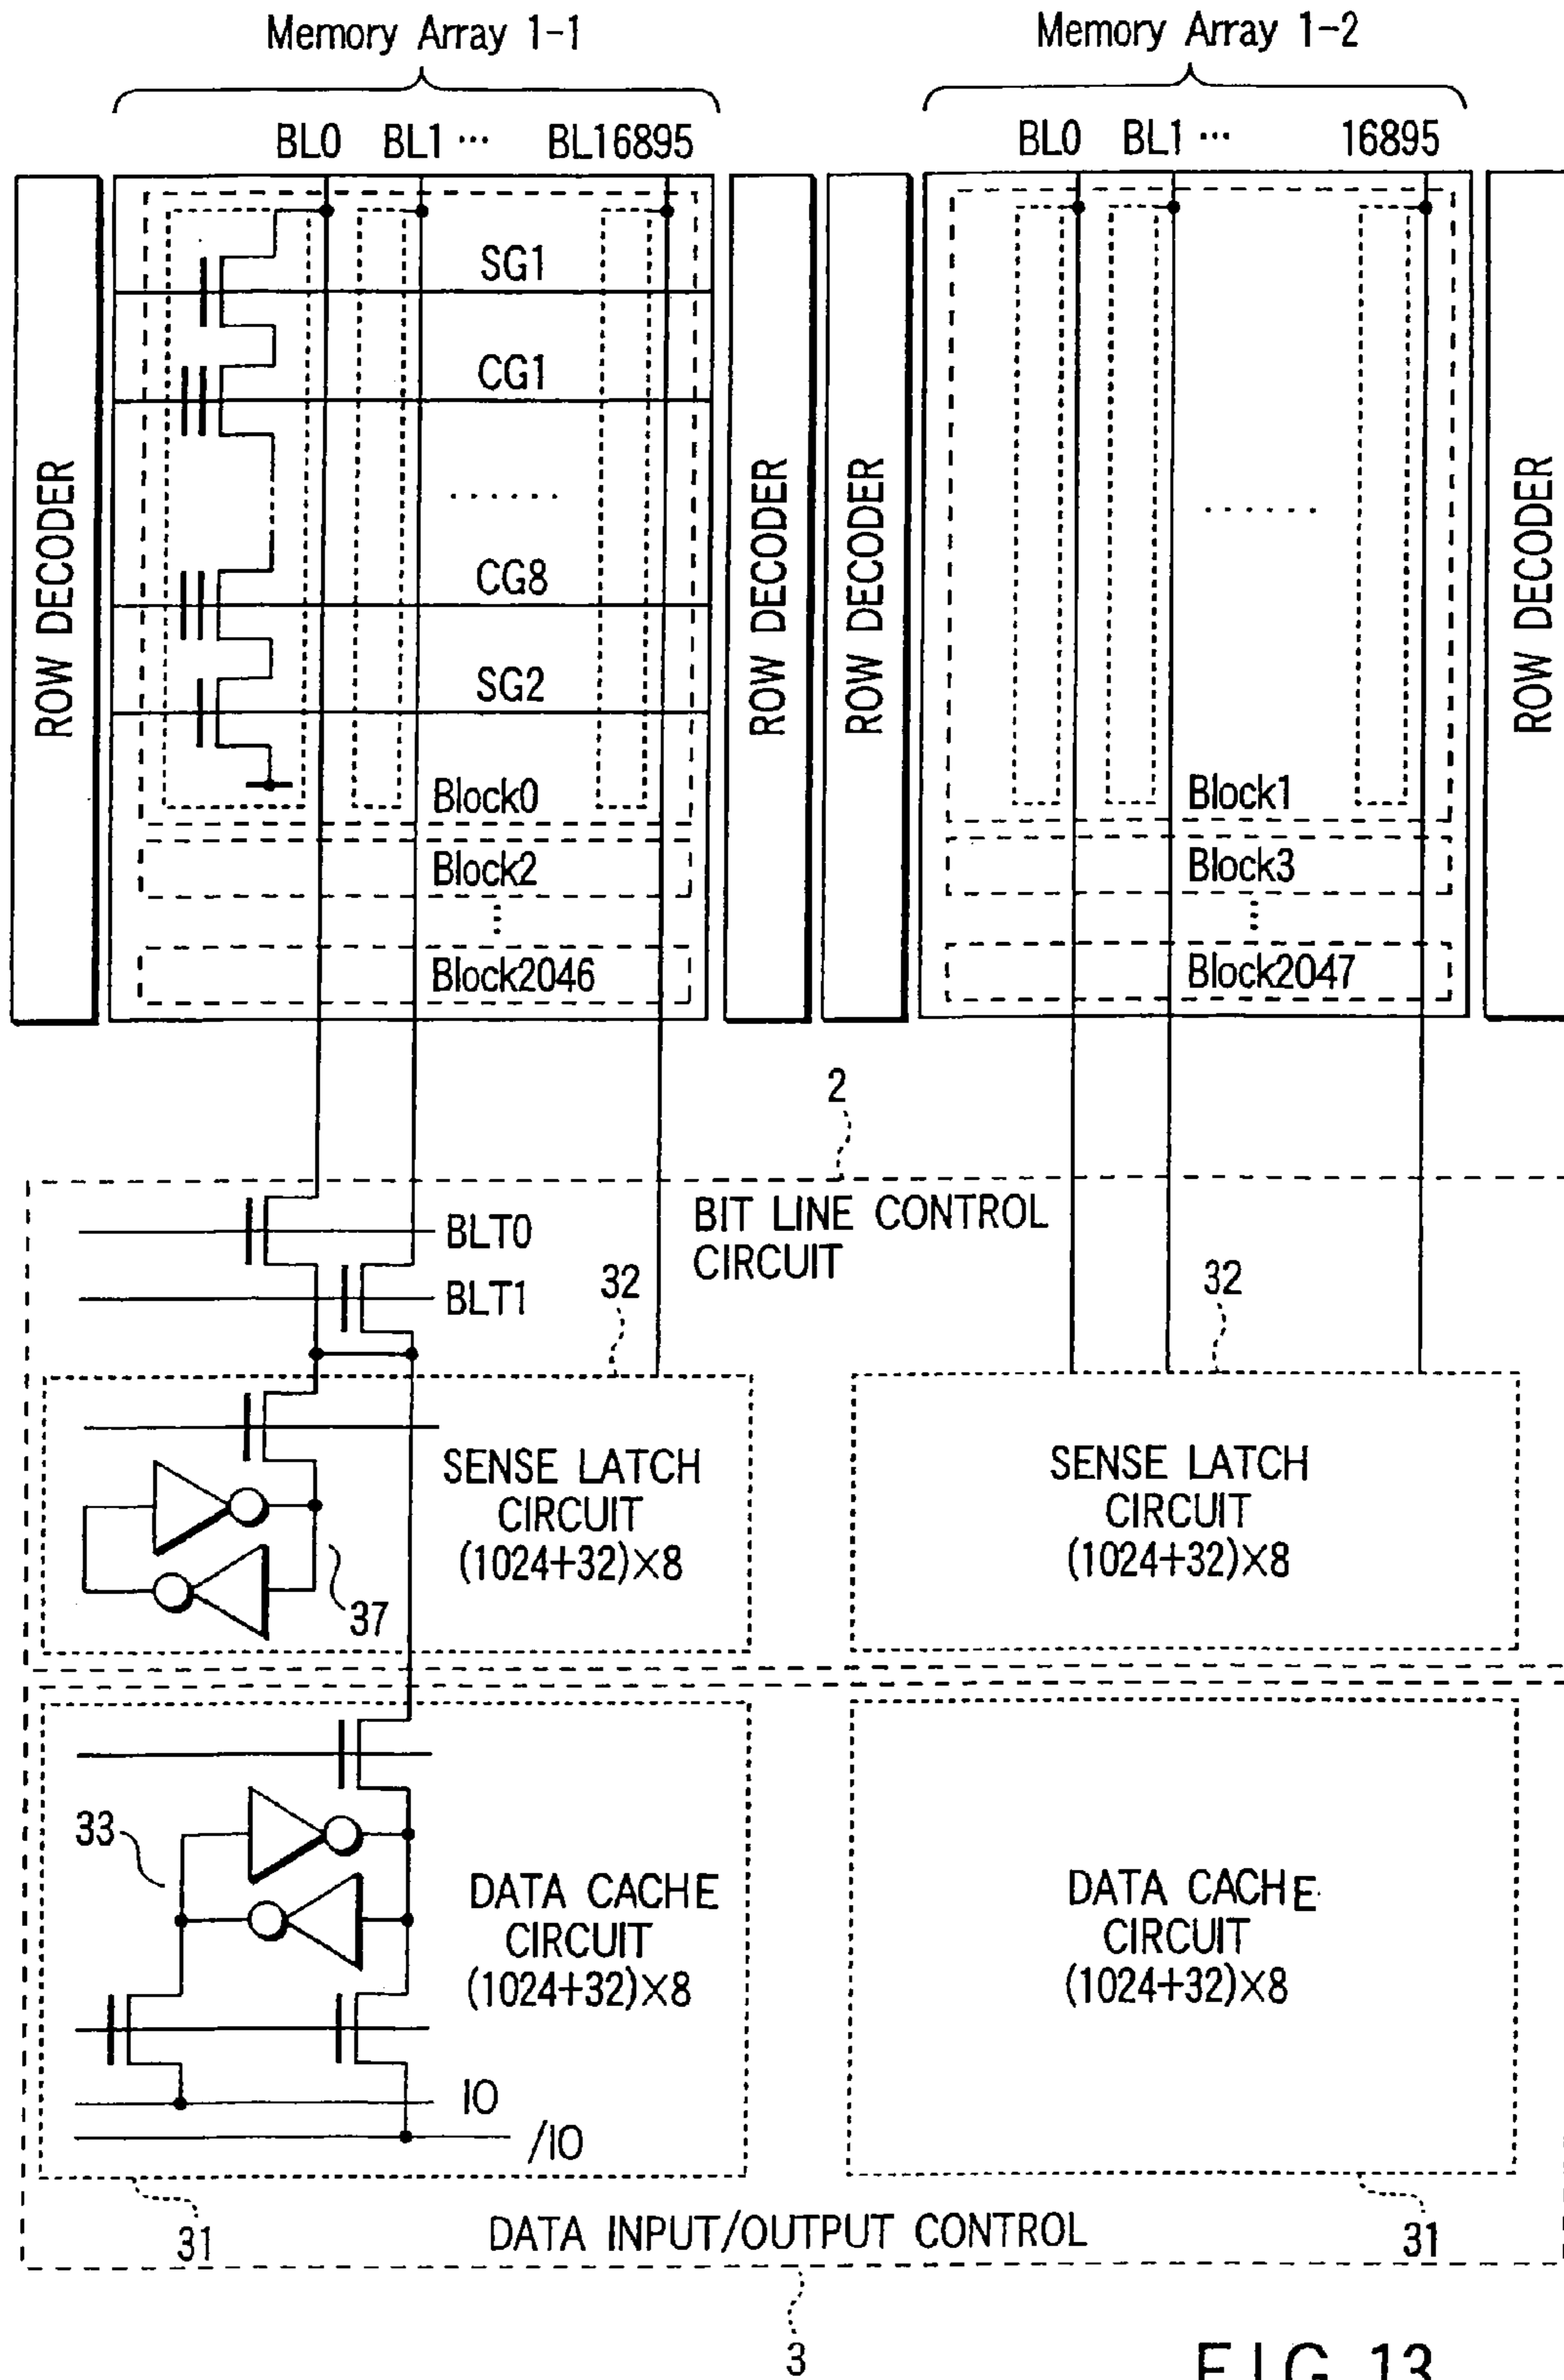 Memory Array 1-1
Memory Array 1-2
BL0 BL1 ··· BL16895
BL0 BL1 ··· 16895
ROW DECODER
SG1
CG1
······
CG8
SG2
Block0
Block2
⋮
Block2046
ROW DECODER
ROW DECODER
······
Block1
Block3
⋮
Block2047
ROW DECODER
2
BIT LINE CONTROL
CIRCUIT
BLT0
BLT1
32
32
SENSE LATCH
CIRCUIT
(1024+32)×8
37
SENSE LATCH
CIRCUIT
(1024+32)×8
33
DATA CACHE
CIRCUIT
(1024+32)×8
IO
/IO
DATA CACHE
CIRCUIT
(1024+32)×8
31
DATA INPUT/OUTPUT CONTROL
31
3
FIG. 13